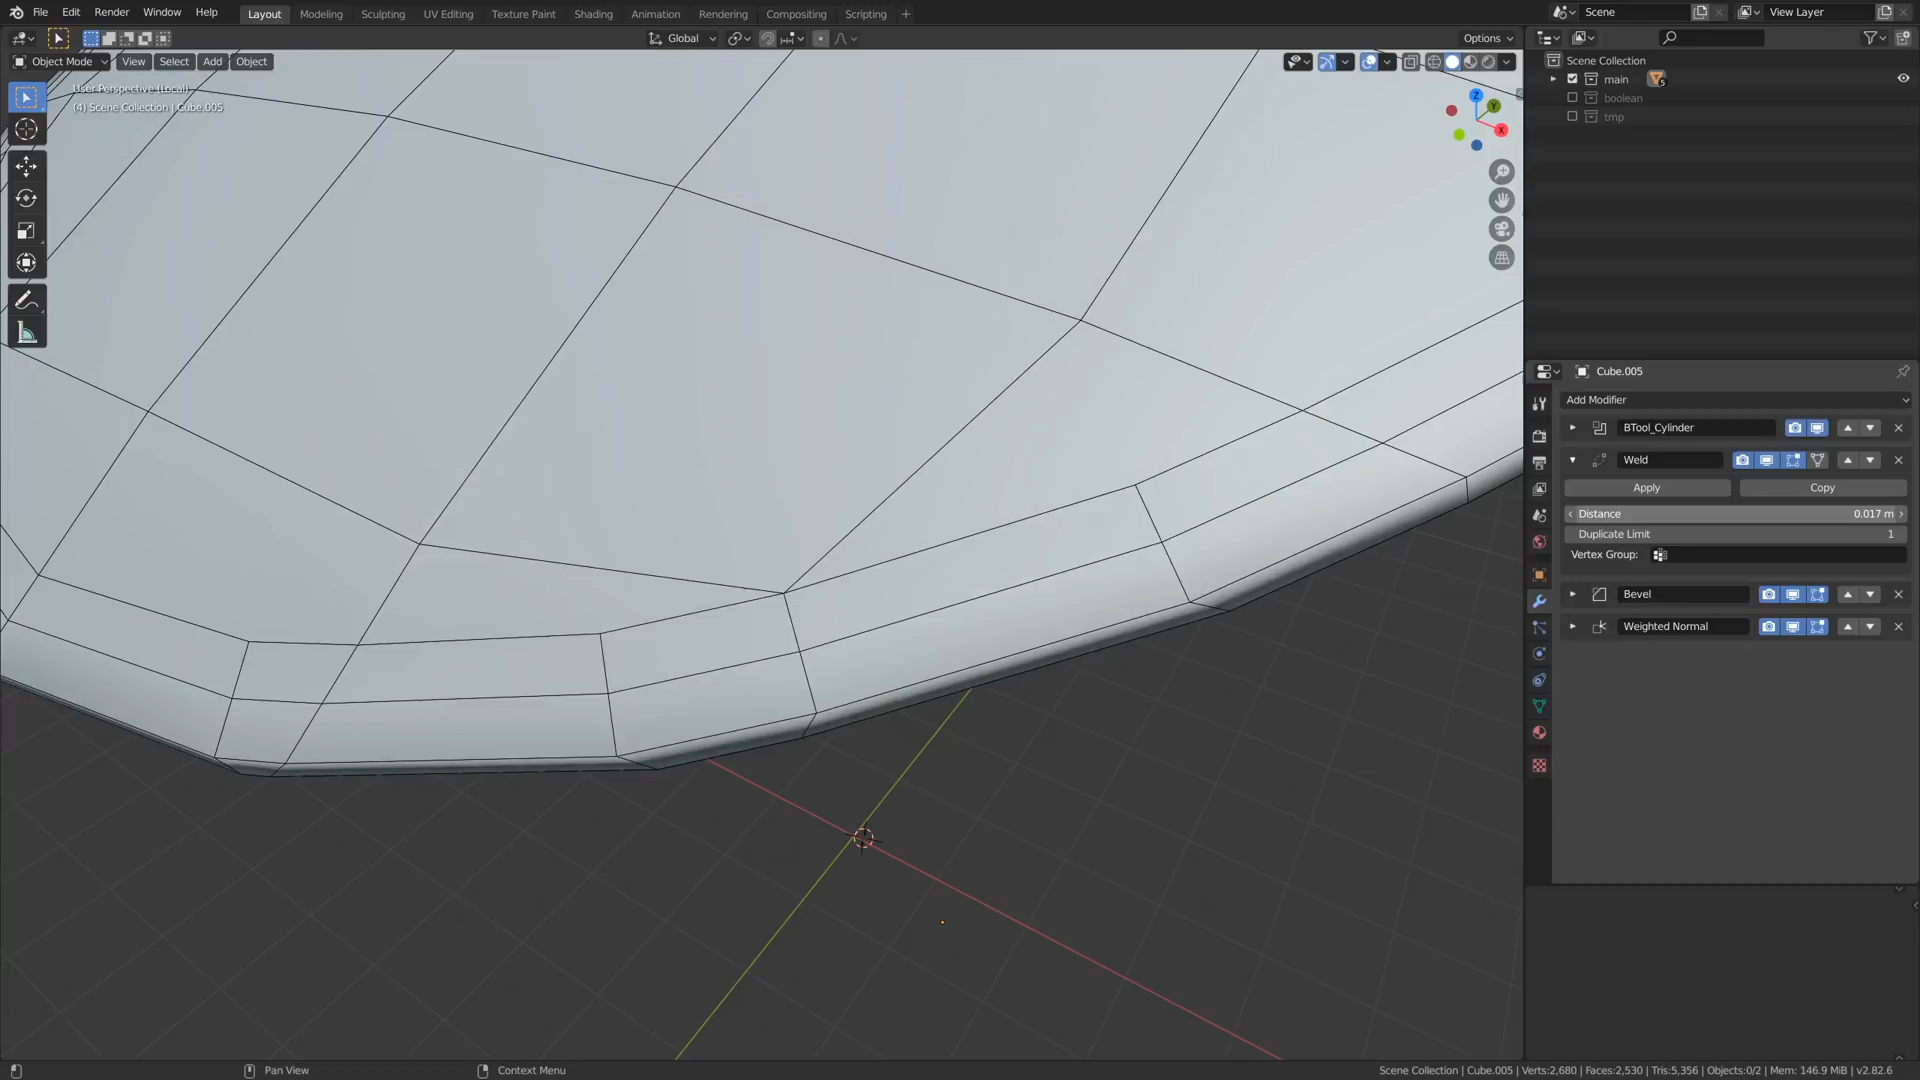 File Edit Render Window Help Layout Modeling Sculpting UV Editing Texture Paint Shading Animation Rendering Compositing Scripting + Scene View Layer
Global Options
Object Mode View Select Add Object
User Perspective (Local)
(4) Scene Collection | Cube.005
Z
Y
X
Scene Collection
main 5
boolean
tmp
Cube.005
Add Modifier
BTool_Cylinder
Weld
Apply Copy
Distance 0.017 m
Duplicate Limit 1
Vertex Group:
Bevel
Weighted Normal
Pan View Context Menu Scene Collection | Cube.005 | Verts:2,680 | Faces:2,530 | Tris:5,356 | Objects:0/2 | Mem: 146.9 MiB | v2.82.6